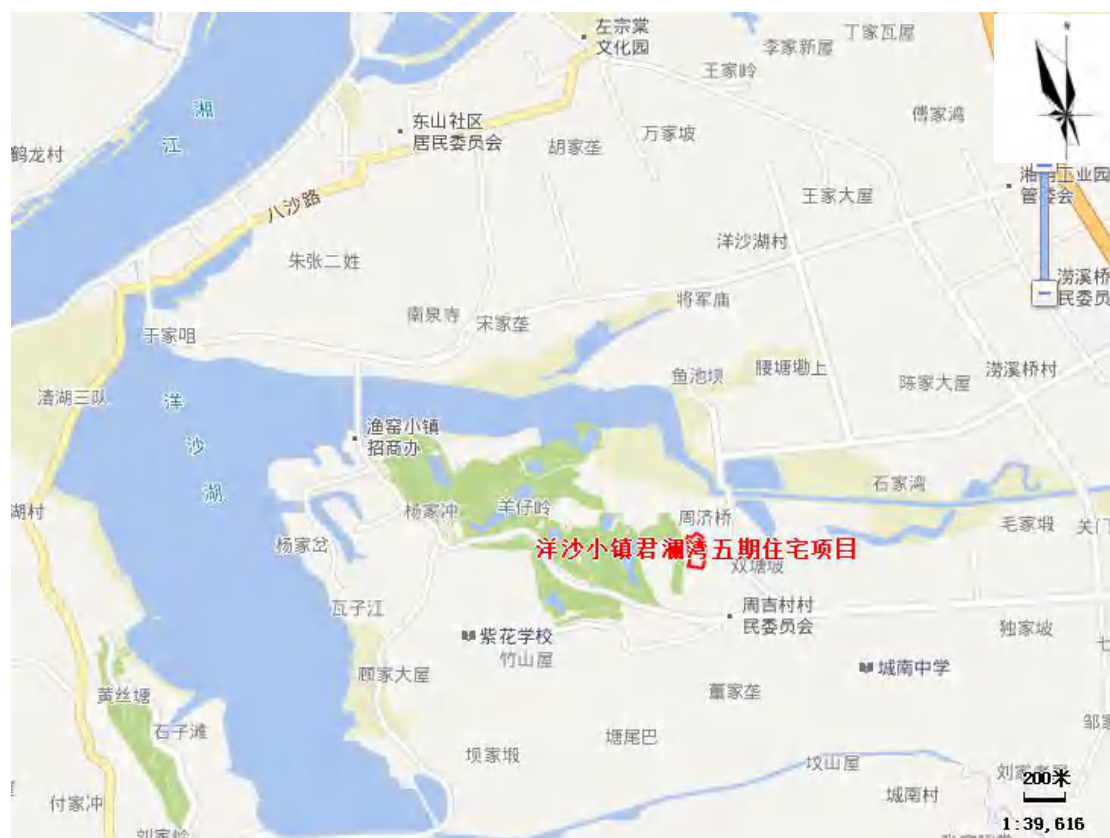 左宗棠
文化园
丁家瓦屋
李家新屋
王家岭
湘江
傅家湾
东山社区
居民委员会
万家坡
胡家垄
鹤龙村
N
管委会
王家大屋
八沙路
洋沙湖村
朱张二姓
涝溪桥
民委员
将军庙
南泉寺
宋家垄
于家咀
鱼池坝
腰塘坳上
涝溪桥村
陈家大屋
清湖三队
洋沙湖
渔窑小镇
招商办
石家湾
湖村
杨家冲
羊仔岭
周济桥
毛家塅
关门
杨家岔
洋沙小镇君澜湾五期住宅项目
双塘坡
瓦子江
周吉村村
民委员会
独家坡
七
紫花学校
竹山屋
城南中学
顾家大屋
黄丝塘
董家垄
石子滩
邹家
塘尾巴
坝家塅
坟山屋
刘家老屋
200米
付家冲
城南村
1:39,616
刘家岭